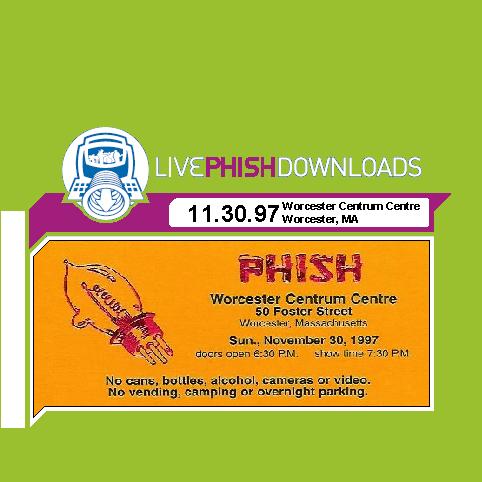 LIVEPHISHDOWNLOADS
11.30.97
Worcester Centrum Centre
Worcester, MA
PHISH
Worcester Centrum Centre
50 Foster Street
Worcester, Massachusetts
Sun., November 30, 1997
doors open 6:30 P.M. show time 7:30 P.M.
No cans, bottles, alcohol, cameras or video.
No vending, camping or overnight parking.